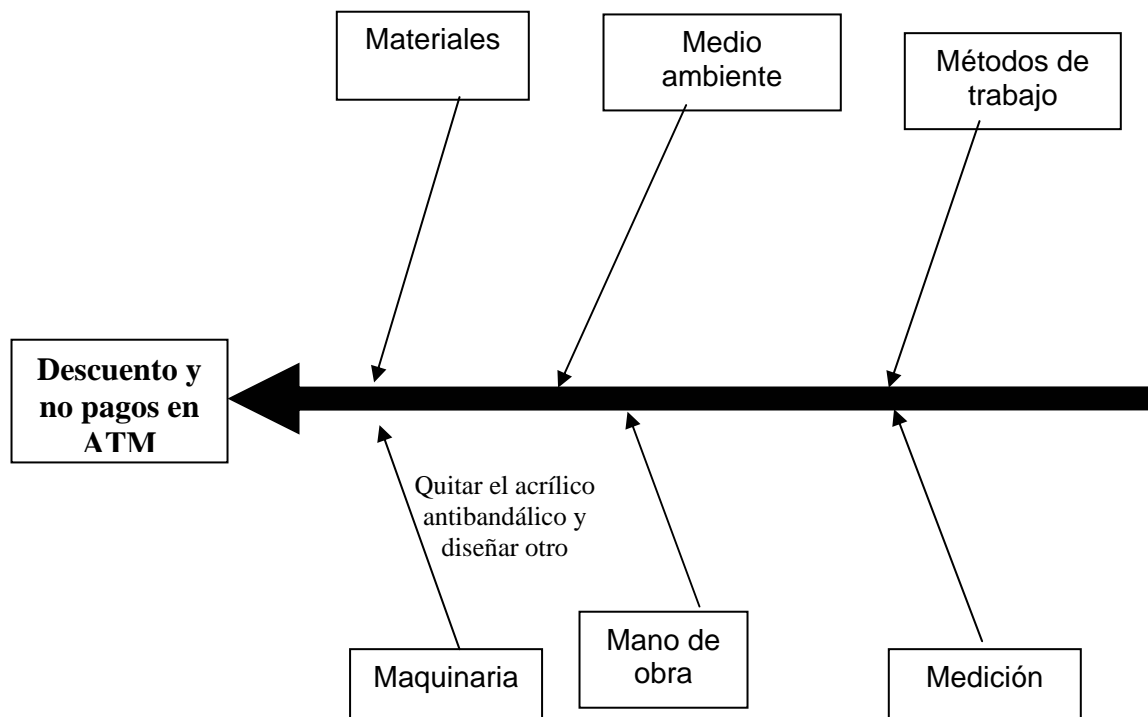 Materiales
Medio
ambiente
Métodos de
trabajo
Descuento y
no pagos en
ATM
Quitar el acrílico
antibandálico y
diseñar otro
Maquinaria
Mano de
obra
Medición